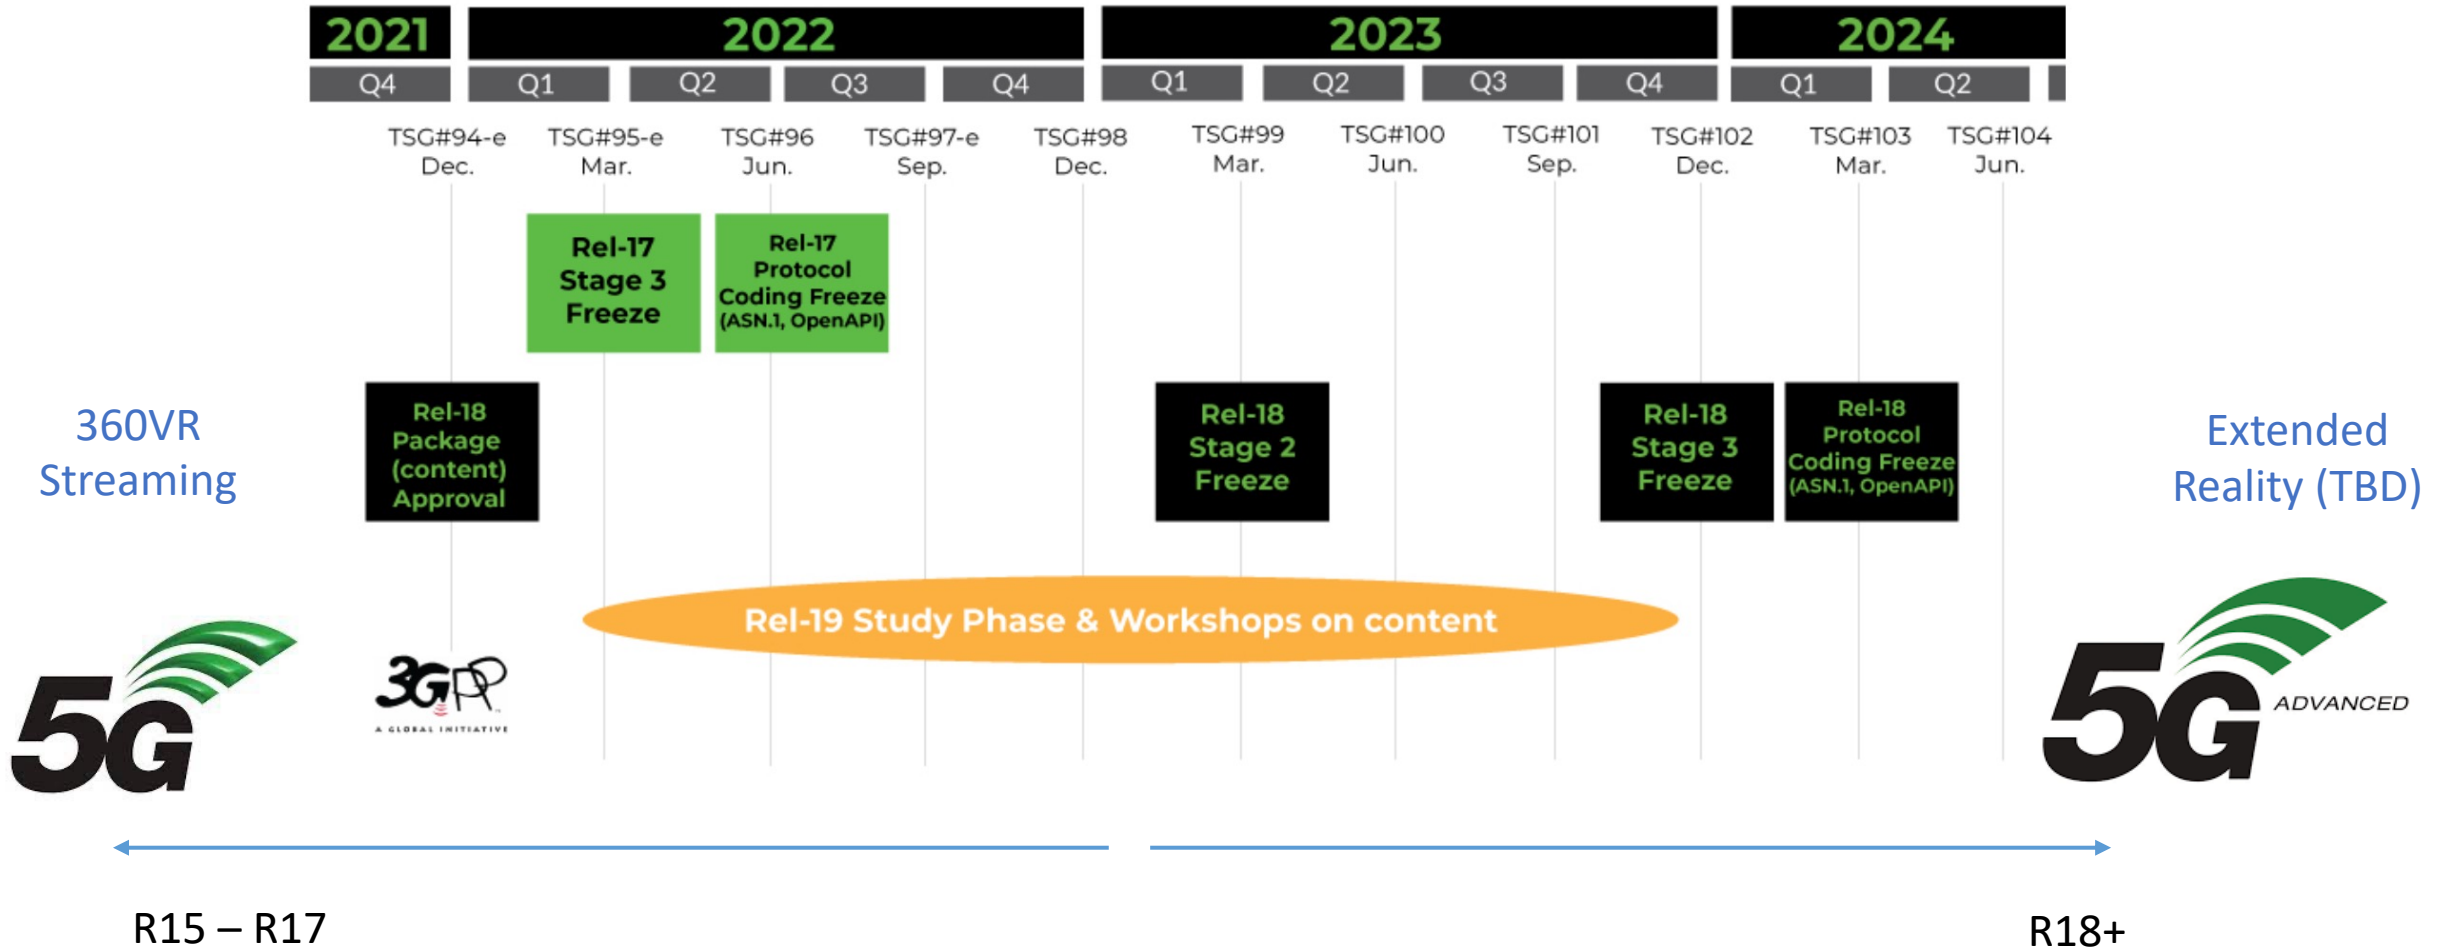 2021
2022
2023
2024
Q4
Q1
Q2
Q3
Q4
Q1
Q2
Q3
Q4
Q1
Q2
TSG#94-e
Dec.
TSG#95-e
Mar.
TSG#96
Jun.
TSG#97-e
Sep.
TSG#98
Dec.
TSG#99
Mar.
TSG#100
Jun.
TSG#101
Sep.
TSG#102
Dec.
TSG#103
Mar.
TSG#104
Jun.
Rel-17
Stage 3
Freeze
Rel-17
Protocol
Coding Freeze
(ASN.1, OpenAPI)
360VR
Streaming
Rel-18
Package
(content)
Approval
Rel-18
Stage 2
Freeze
Rel-18
Stage 3
Freeze
Rel-18
Protocol
Coding Freeze
(ASN.1, OpenAPI)
Extended
Reality (TBD)
Rel-19 Study Phase & Workshops on content
5G
3GPP
A GLOBAL INITIATIVE
5G
ADVANCED
R15 – R17
R18+